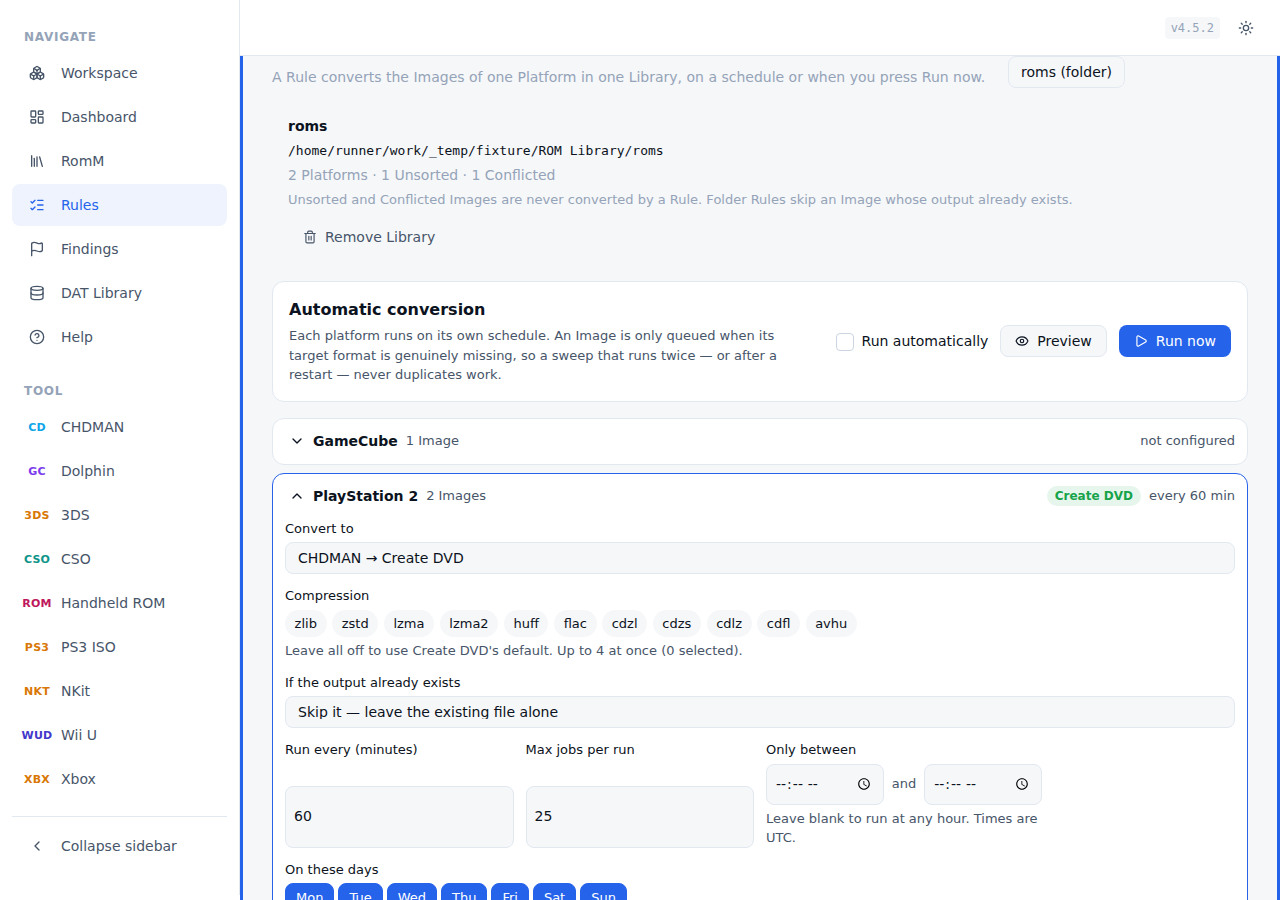 NAVIGATE
Workspace
Dashboard
RomM
Rules
Findings
DAT Library
Help
TOOL
CD CHDMAN
GC Dolphin
3DS 3DS
CSO CSO
ROM Handheld ROM
PS3 PS3 ISO
NKT NKit
WUD Wii U
XBX Xbox
Collapse sidebar
v4.5.2
A Rule converts the Images of one Platform in one Library, on a schedule or when you press Run now.
roms (folder)
roms
/home/runner/work/_temp/fixture/ROM Library/roms
2 Platforms · 1 Unsorted · 1 Conflicted
Unsorted and Conflicted Images are never converted by a Rule. Folder Rules skip an Image whose output already exists.
Remove Library
Automatic conversion
Each platform runs on its own schedule. An Image is only queued when its
target format is genuinely missing, so a sweep that runs twice — or after a
restart — never duplicates work.
Run automatically
Preview
Run now
GameCube 1 Image
not configured
PlayStation 2 2 Images
Create DVD every 60 min
Convert to
CHDMAN → Create DVD
Compression
zlib zstd lzma lzma2 huff flac cdzl cdzs cdlz cdfl avhu
Leave all off to use Create DVD's default. Up to 4 at once (0 selected).
If the output already exists
Skip it — leave the existing file alone
Run every (minutes)
60
Max jobs per run
25
Only between
--:-- -- and --:-- --
Leave blank to run at any hour. Times are
UTC.
On these days
Mon Tue Wed Thu Fri Sat Sun